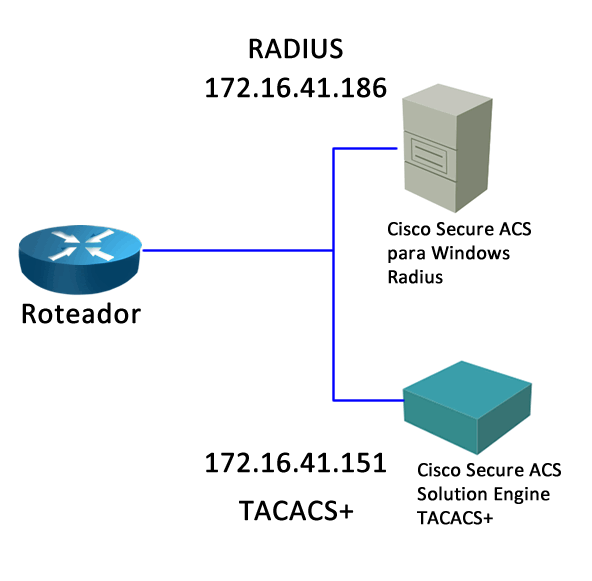 RADIUS
172.16.41.186
Cisco Secure ACS
para Windows
Radius
Roteador
172.16.41.151
TACACS+
Cisco Secure ACS
Solution Engine
TACACS+